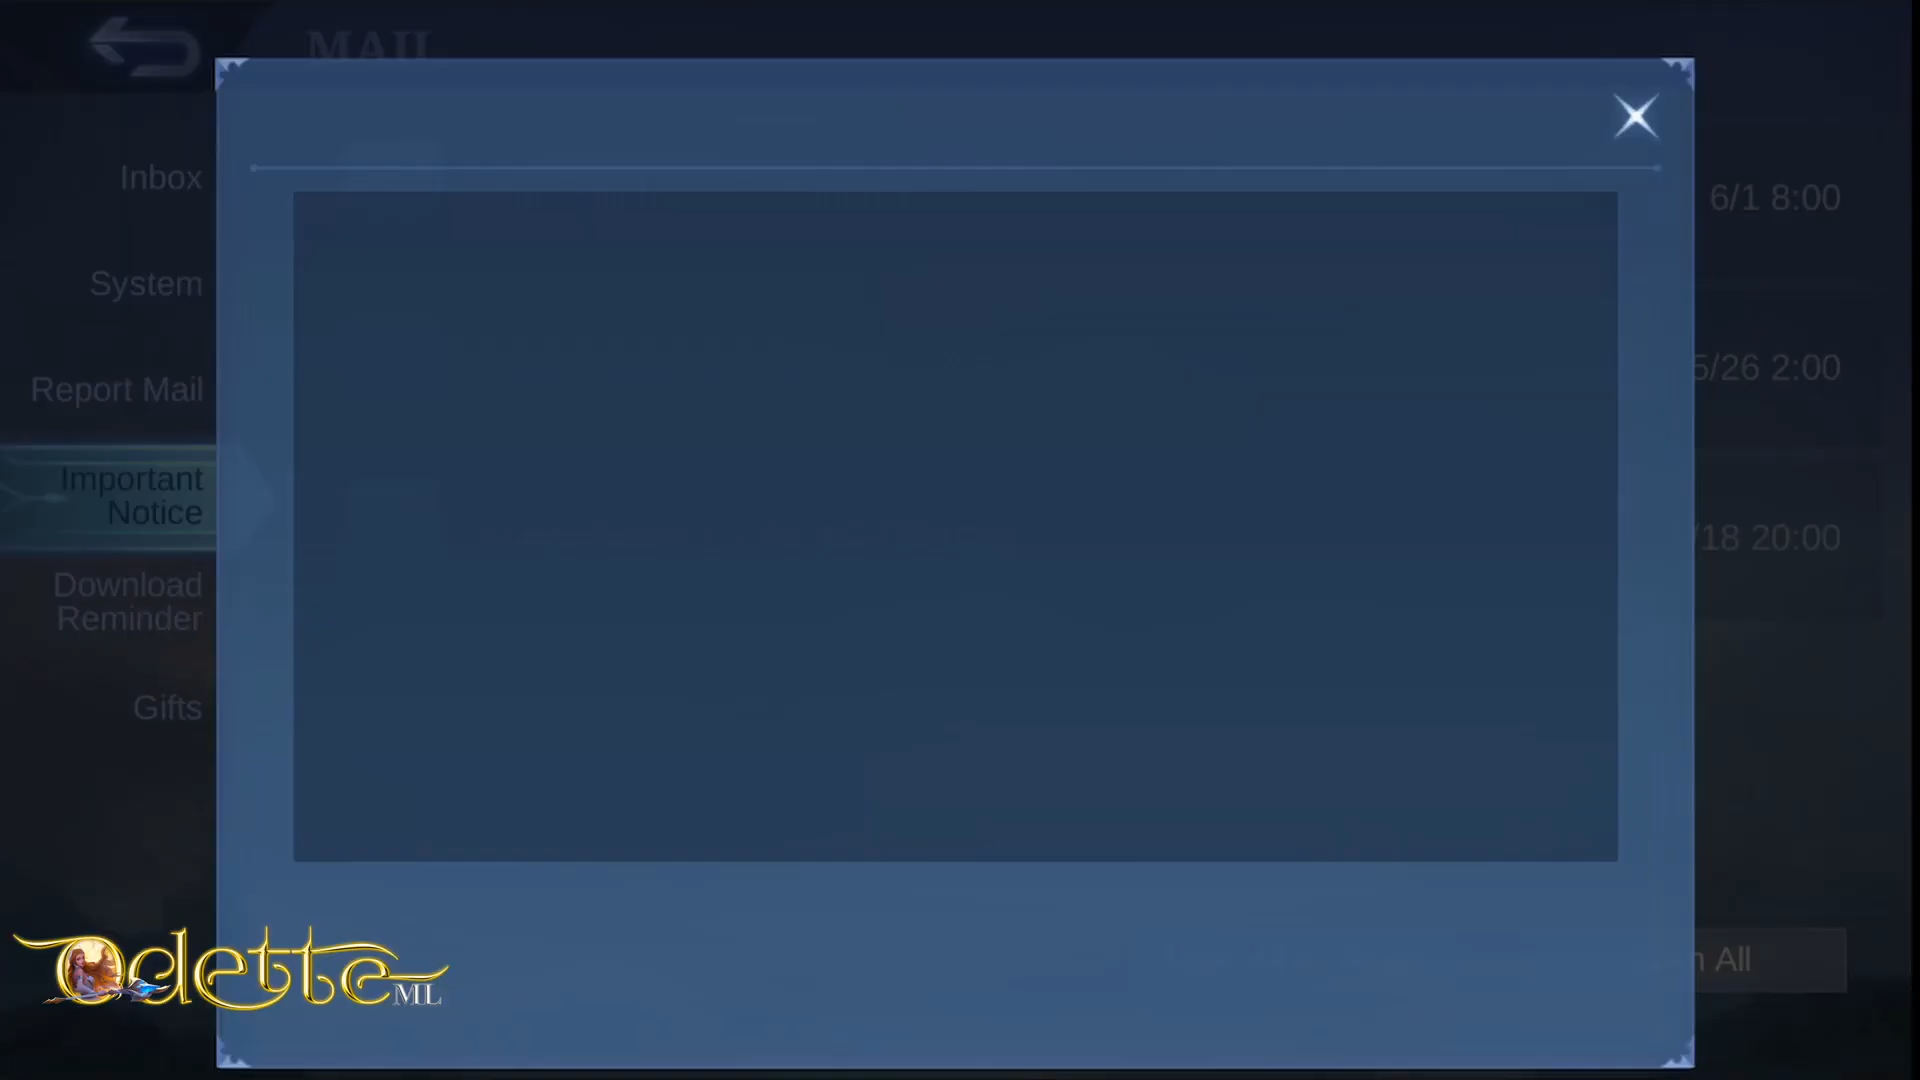 MAIL
Inbox
6/1 8:00
System
5/26 2:00
Report Mail
Important
Notice
/18 20:00
Download
Reminder
Gifts
All
Odette
ML